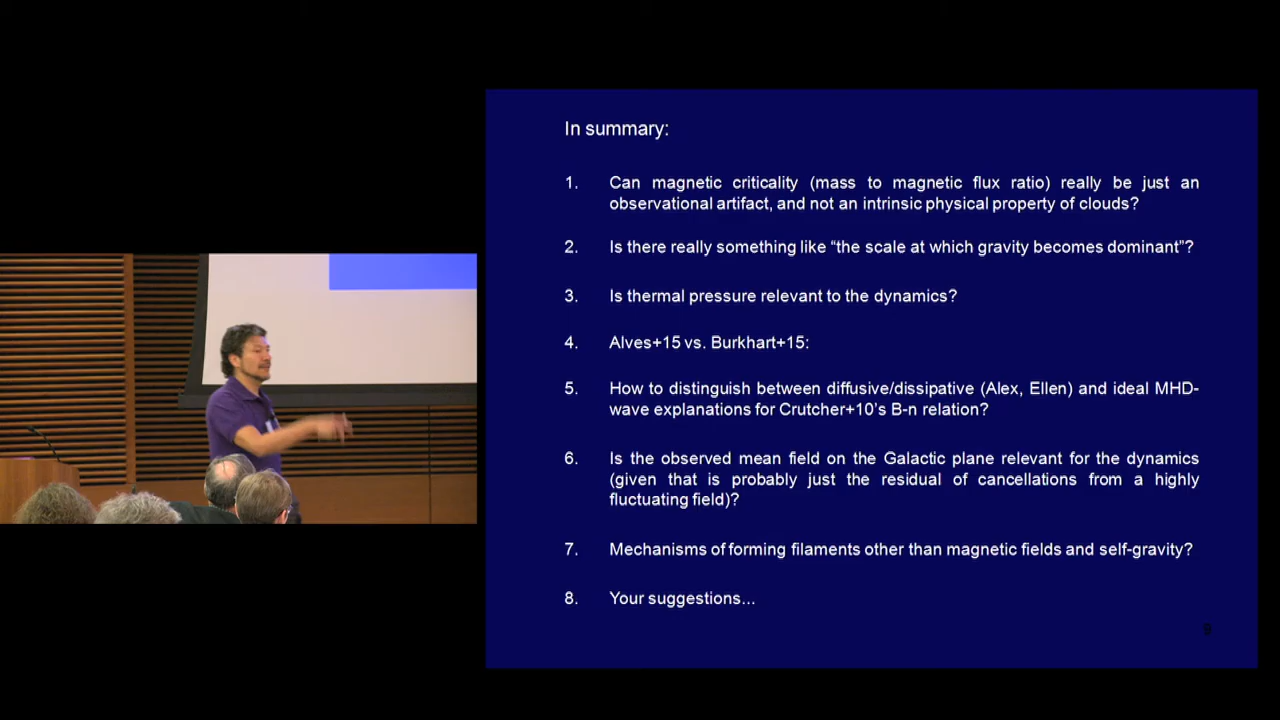 In summary:
1. Can magnetic criticality (mass to magnetic flux ratio) really be just an
observational artifact, and not an intrinsic physical property of clouds?
2. Is there really something like “the scale at which gravity becomes dominant”?
3. Is thermal pressure relevant to the dynamics?
4. Alves+15 vs. Burkhart+15:
5. How to distinguish between diffusive/dissipative (Alex, Ellen) and ideal MHD-
wave explanations for Crutcher+10’s B-n relation?
6. Is the observed mean field on the Galactic plane relevant for the dynamics
(given that is probably just the residual of cancellations from a highly
fluctuating field)?
7. Mechanisms of forming filaments other than magnetic fields and self-gravity?
8. Your suggestions...
9